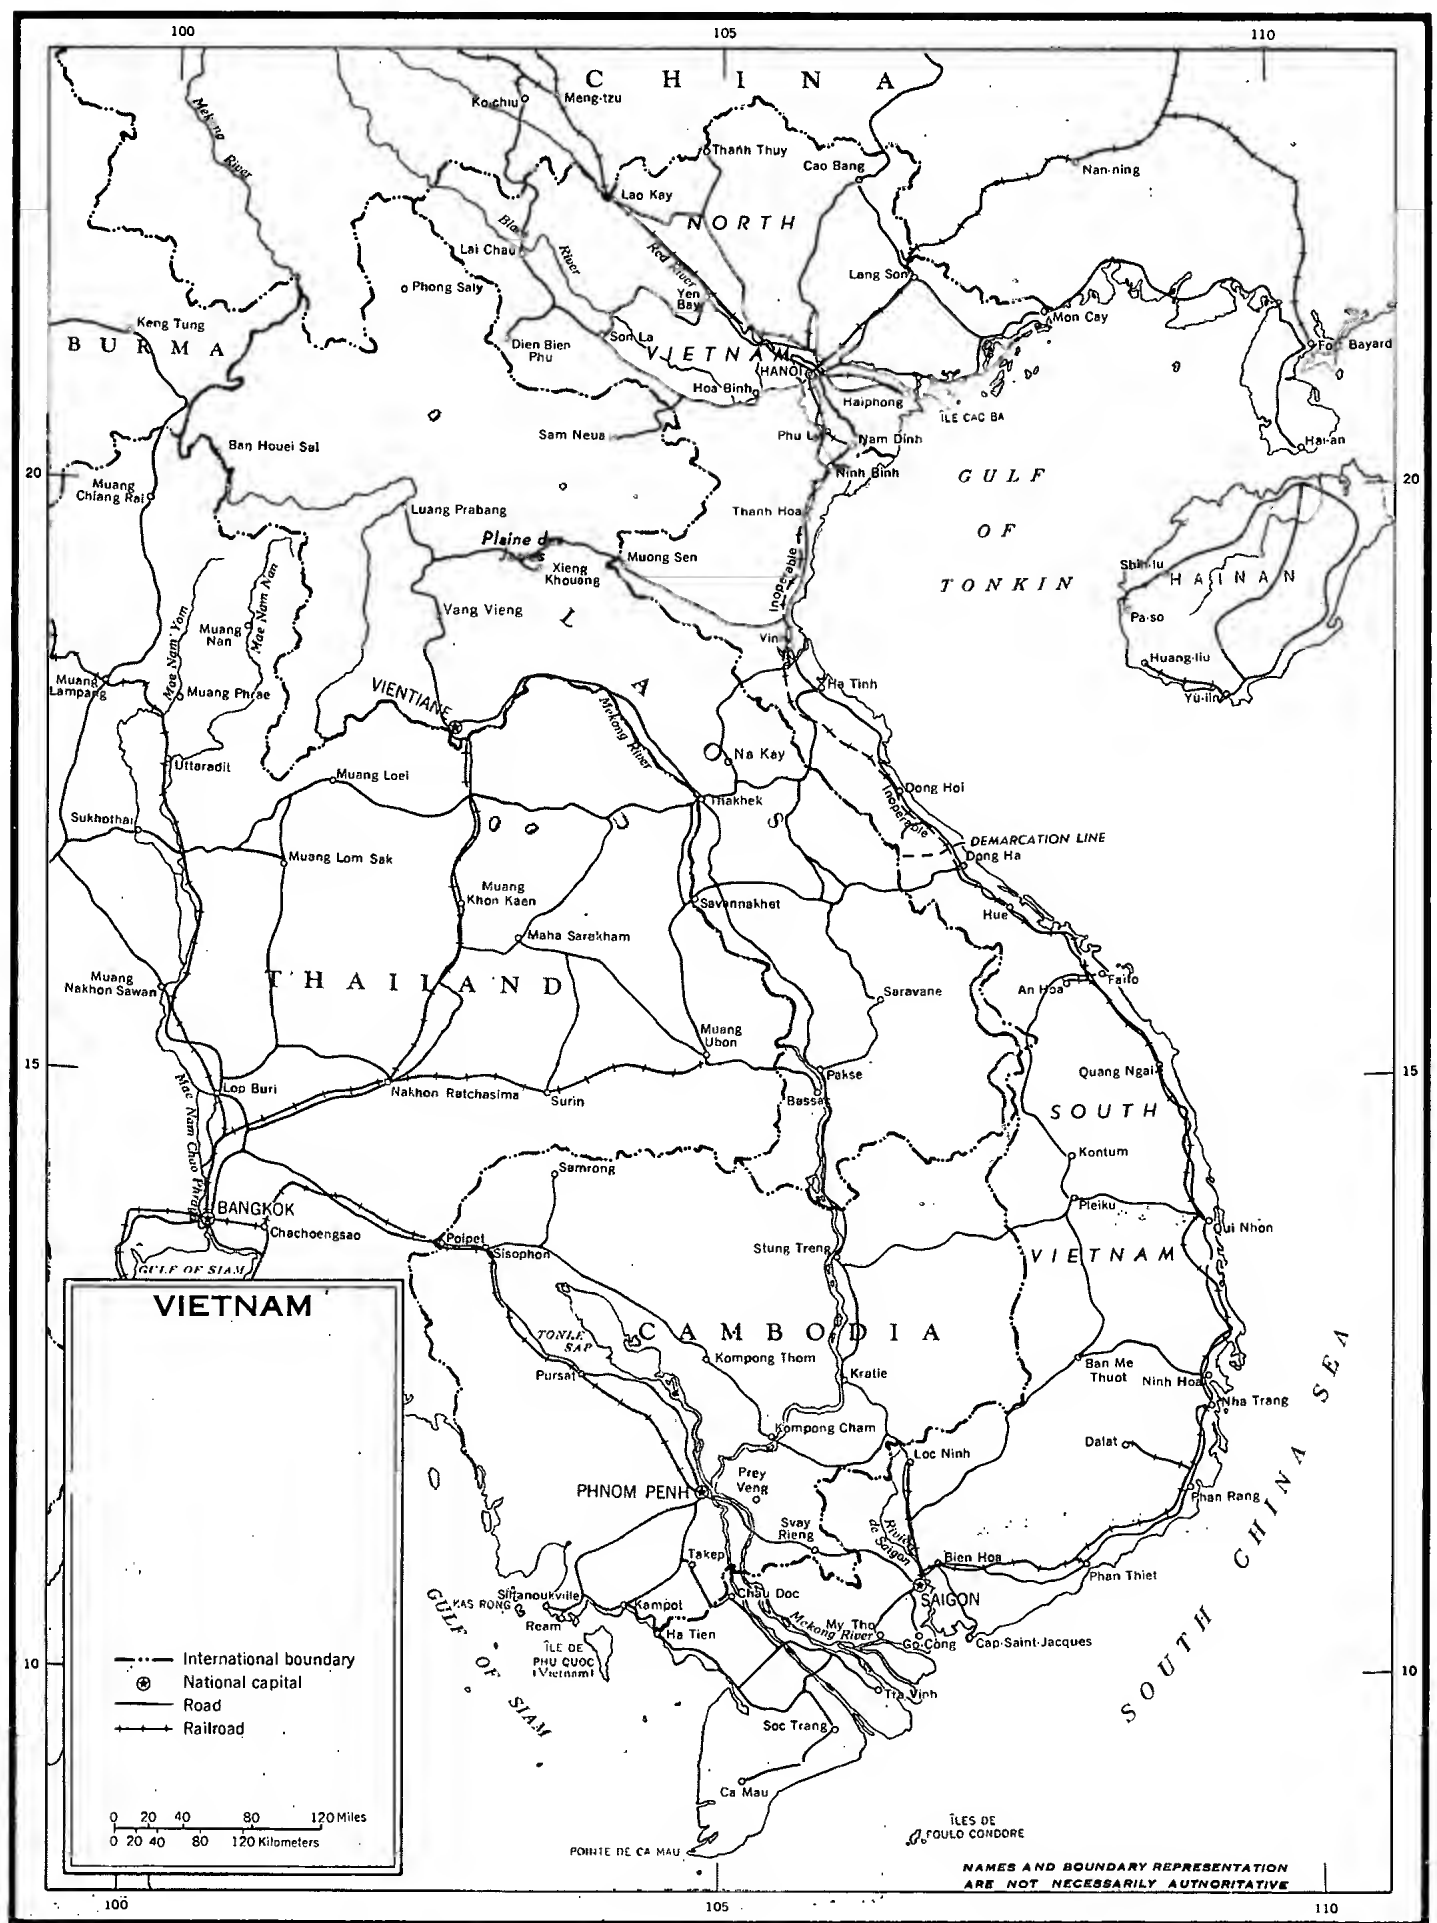 100 105 110
C H I N A
Ko-chiu
Meng-tzu
Mekong
River
Thanh Thuy
Cao Bang
Nan-ning
Lao Kay
NORTH
Lai Chau
River
Red River
Lang Son
Phong Saly
Yen
Bay
Mon Cay
Keng Tung
BURMA
Dien Bien
Phu
Son La
VIETNAM
HANOI
Bayard
Hoa Binh
Haiphong
ÎLE CAC BA
Sam Neua
Phu L
Nam Dinh
Hai-an
Ban Houei Sai
Ninh Binh
GULF
20
20
Muang
Chiang Rai
Luang Prabang
Thanh Hoa
OF
Plaine d
Xieng
Khouang
Muong Sen
Inoperable
TONKIN
Shih-lu
HAINAN
Mae Nam Yom
Mae Nam Nan
Muang
Nan
Vang Vieng
L
Vin
Pa-so
Huang-liu
Muang
Lampang
Muang Phrae
VIENTIANE
A
Ha Tinh
Yü-lin
Mekong River
Na Kay
Uttaradit
Muang Loei
Thakhek
Dong Hoi
Inoperable
S
Sukhothai
DEMARCATION LINE
Dong Ha
Muang Lom Sak
Muang
Khon Kaen
Savannakhet
Hue
Maha Sarakham
Muang
Nakhon Sawan
THAILAND
Saravane
An Hoa
Faifo
Muang
Ubon
15
15
Lop Buri
Nakhon Ratchasima
Surin
Pakse
Bassac
Quang Ngai
SOUTH
Mae Nam Chao Phraya
Kontum
Samrong
BANGKOK
Chachoengsao
Pleiku
Qui Nhon
Poipet
Sisophon
Stung Treng
VIETNAM
GULF OF SIAM
VIETNAM
TONLE
SAP
CAMBODIA
Kompong Thom
Pursat
Kratie
Ban Me
Thuot
Ninh Hoa
Nha Trang
Kompong Cham
Dalat
Loc Ninh
Prey
Veng
PHNOM PENH
Phan Rang
Svay
Rieng
Rivière
de Saigon
Takep
Bien Hoa
Phan Thiet
SOUTH CHINA SEA
Sihanoukville
KAS RONG
Kampot
Chau Doc
SAIGON
Ream
Ha Tien
Mekong River
My Tho
Go Cong
Cap-Saint-Jacques
ÎLE DE
PHU QUOC
(Vietnam)
GULF OF SIAM
10
10
International boundary
National capital
Road
Railroad
Tra Vinh
Soc Trang
Ca Mau
0 20 40 80 120 Miles
0 20 40 80 120 Kilometers
ÎLES DE
POULO CONDORE
POINTE DE CA MAU
NAMES AND BOUNDARY REPRESENTATION
ARE NOT NECESSARILY AUTHORITATIVE
100 105 110